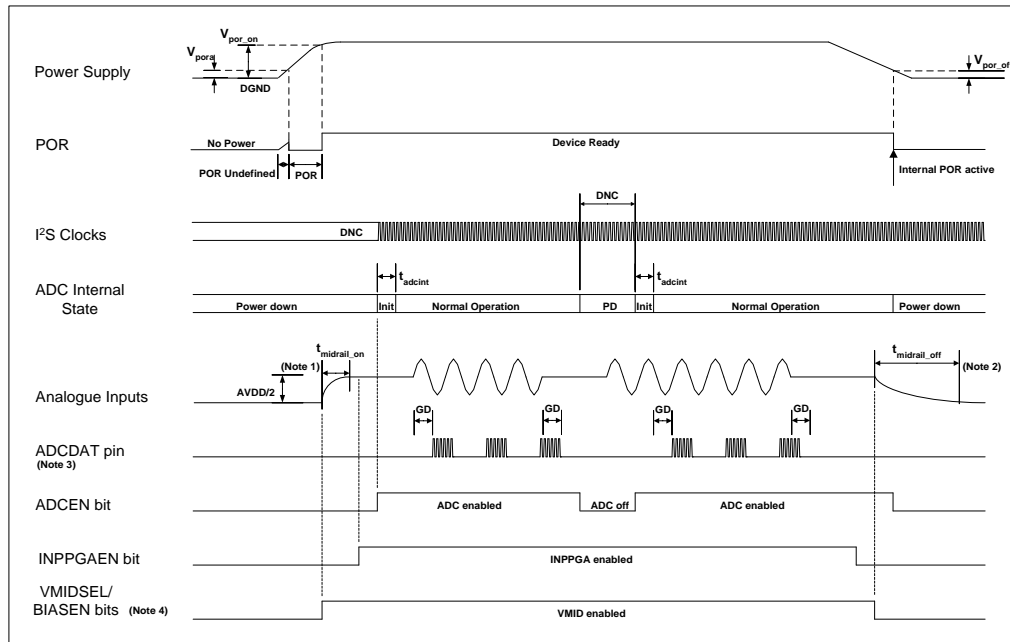 V_por_on
V_pora
Power Supply
DGND
V_por_of
POR
No Power
Device Ready
POR Undefined
POR
Internal POR active
DNC
I²S Clocks
DNC
t_adcint
t_adcint
ADC Internal
State
Power down
Init
Normal Operation
PD
Init
Normal Operation
Power down
t_midrail_on
t_midrail_off
(Note 1)
(Note 2)
AVDD/2
Analogue Inputs
GD
GD
GD
GD
ADCDAT pin
(Note 3)
ADCEN bit
ADC enabled
ADC off
ADC enabled
INPPGAEN bit
INPPGA enabled
VMIDSEL/
BIASEN bits (Note 4)
VMID enabled